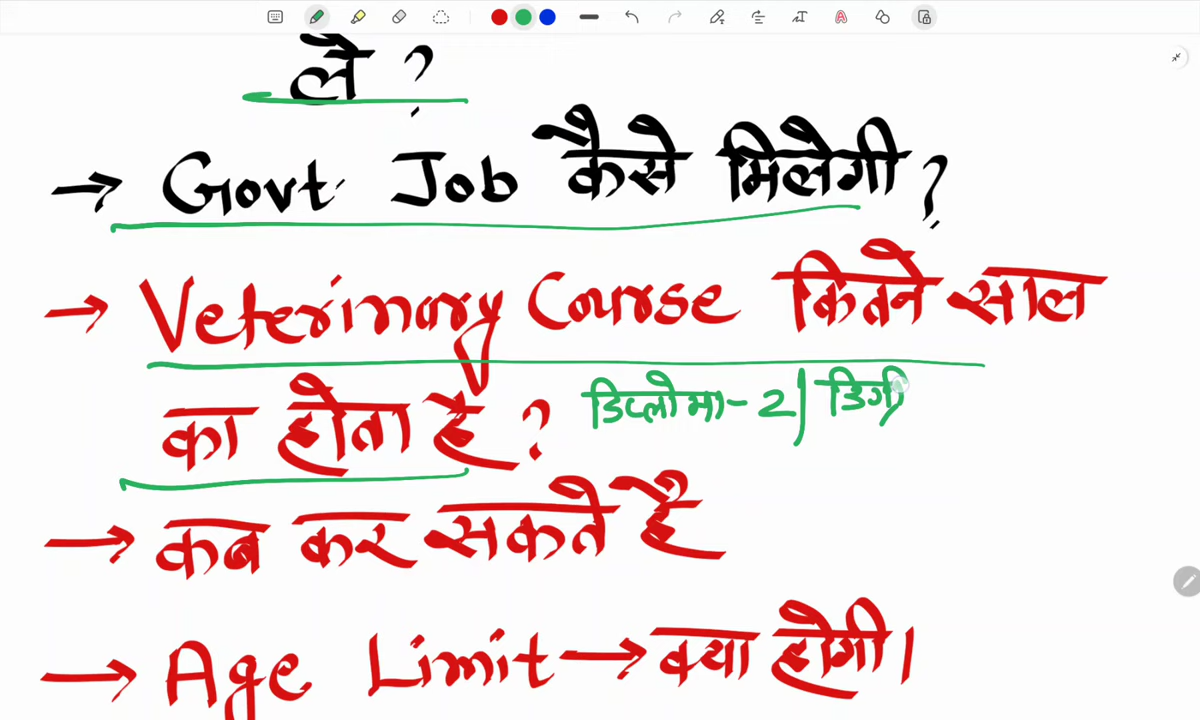 लें ?
→ Govt. Job कैसे मिलेगी ?
→ Veterinary Course कितने साल
का होता है ? डिप्लोमा - 2 | डिग्री
→ कब कर सकते हैं
→ Age Limit → क्या होगी।